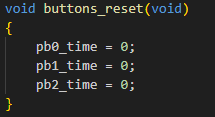 void buttons_reset(void)
{
    pb0_time = 0;
    pb1_time = 0;
    pb2_time = 0;
}